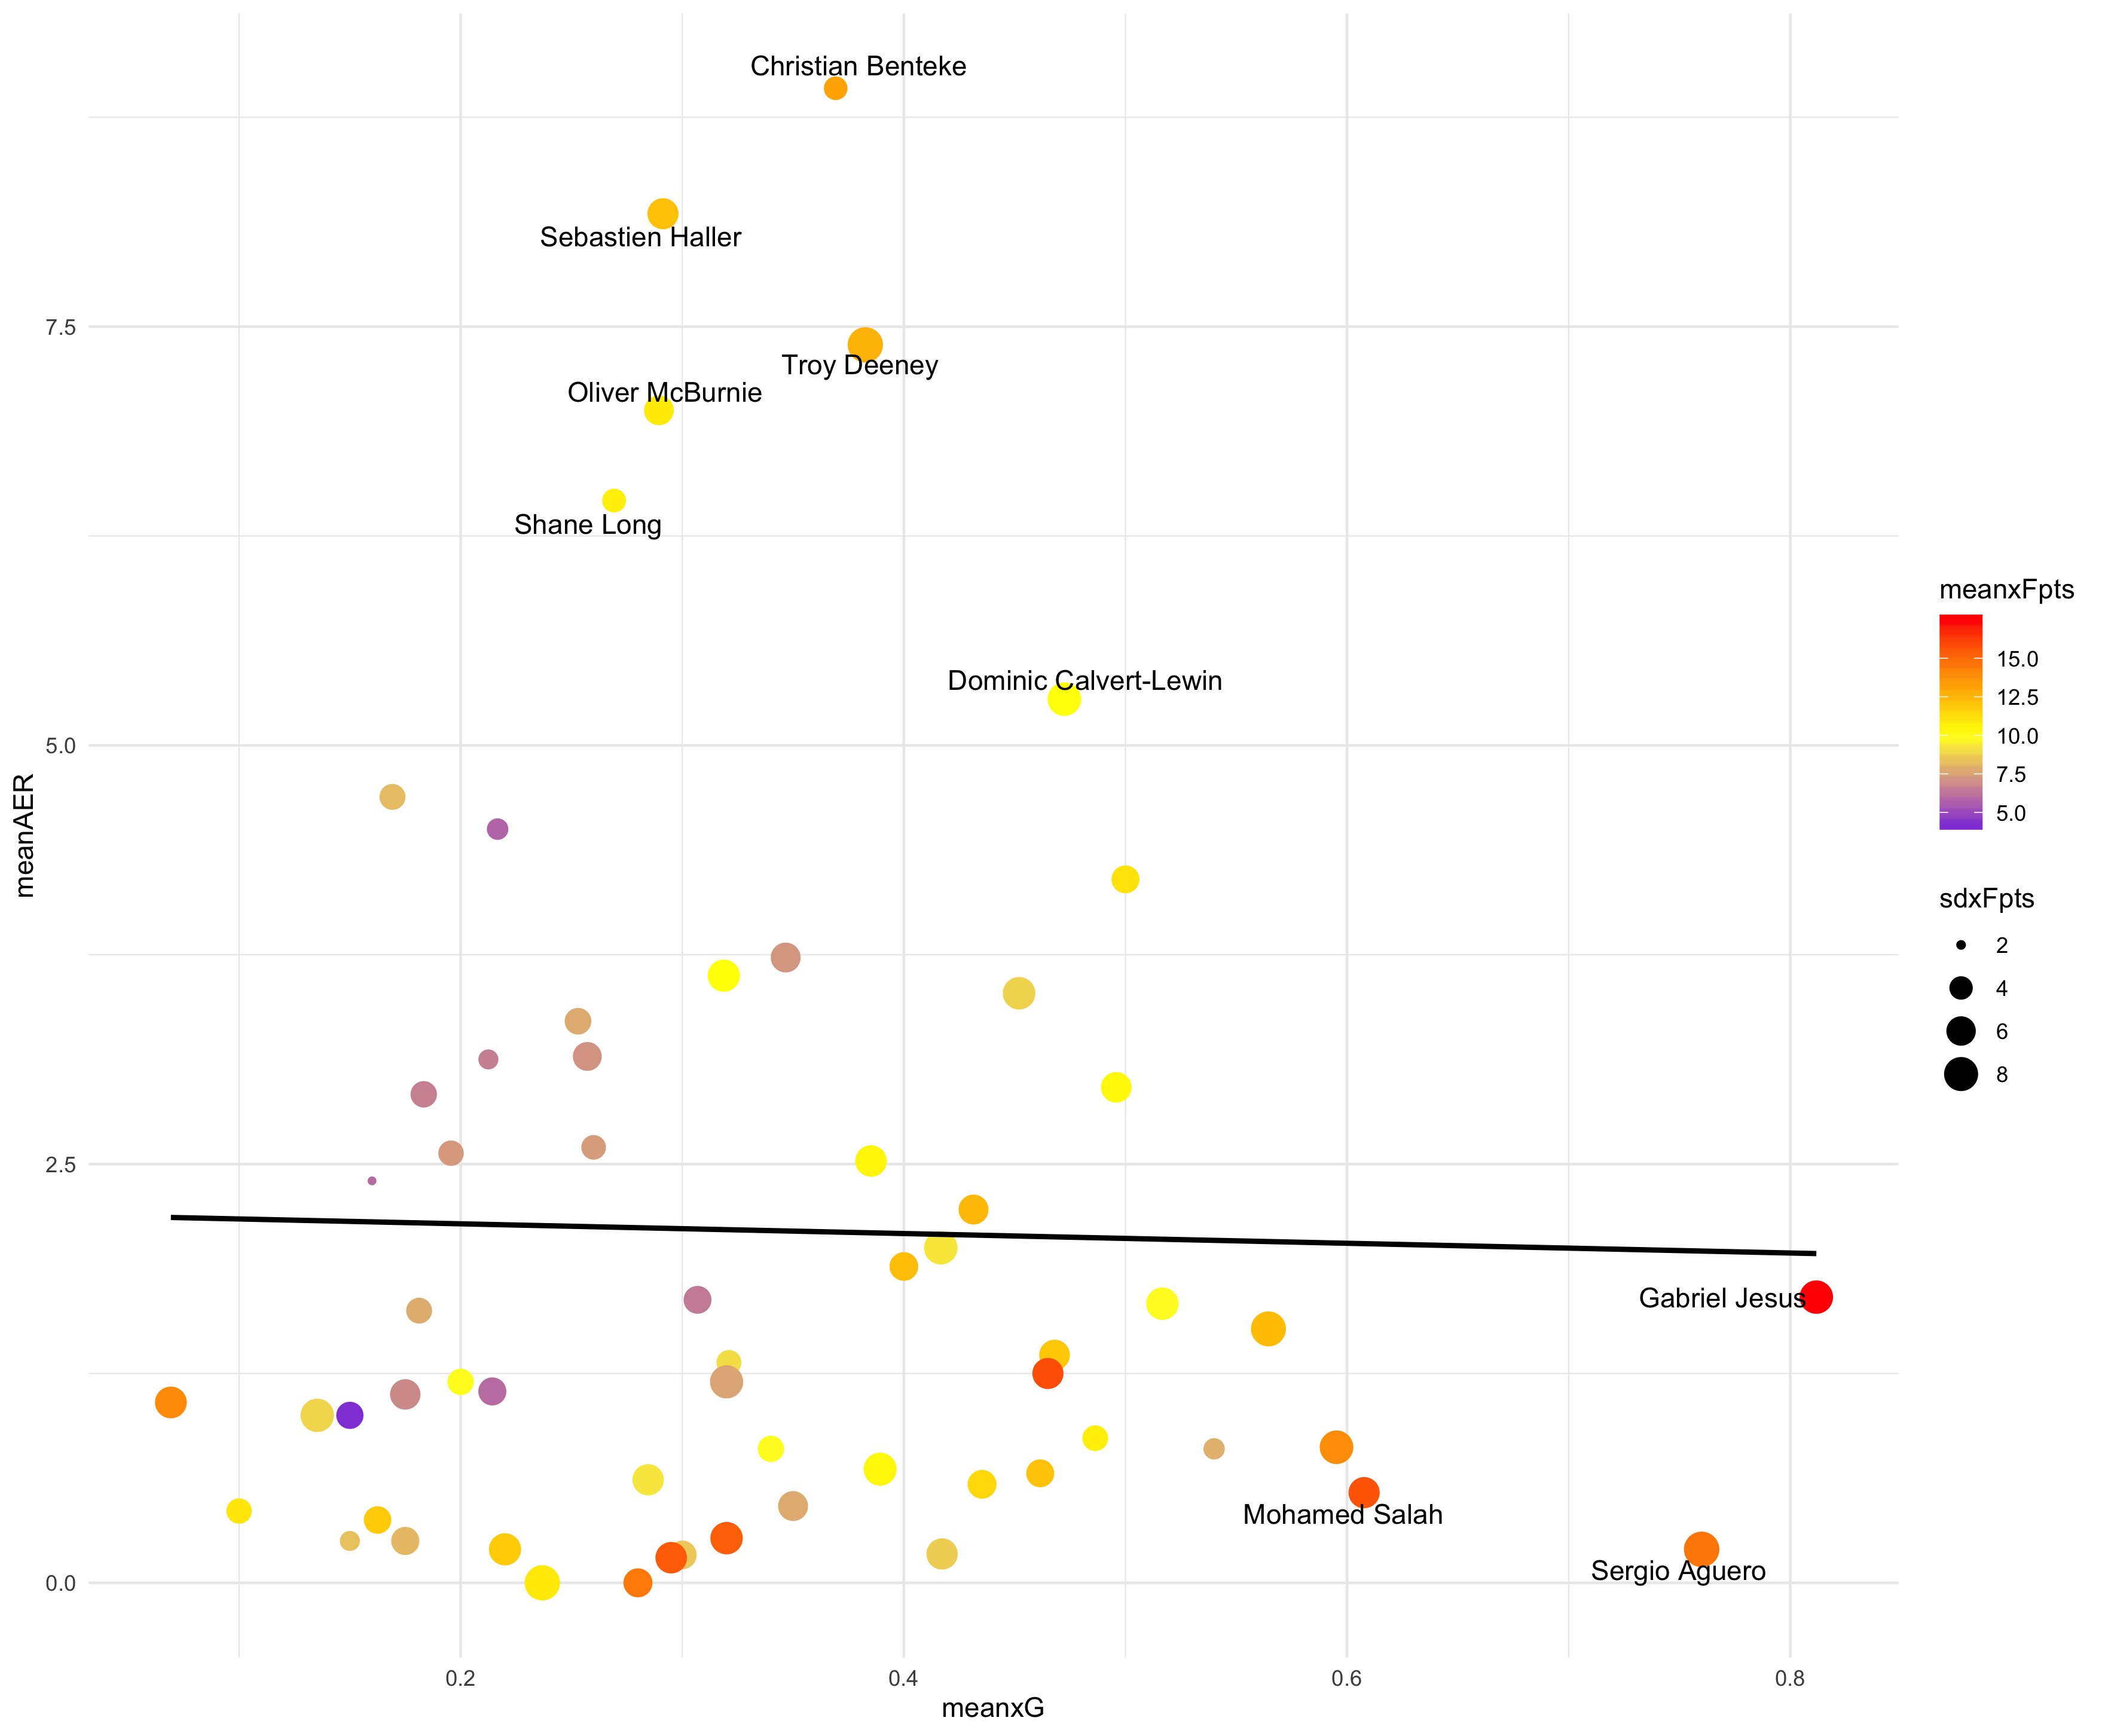 Christian Benteke
Sebastien Haller
7.5
Troy Deeney
Oliver McBurnie
Shane Long
Dominic Calvert-Lewin
5.0
meanAER
2.5
Gabriel Jesus
Mohamed Salah
Sergio Aguero
0.0
0.2
0.4
0.6
0.8
meanxG
meanxFpts
15.0
12.5
10.0
7.5
5.0
sdxFpts
2
4
6
8